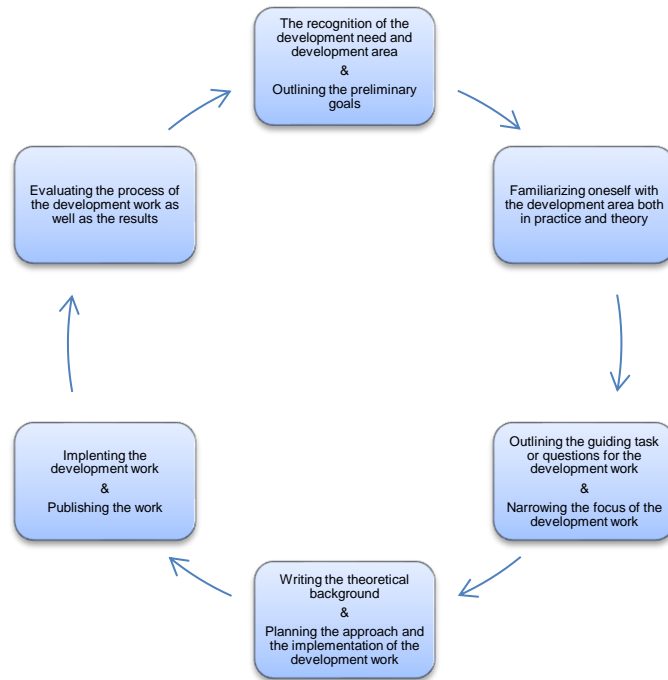 The recognition of the
development need and
development area
&
Outlining the preliminary
goals
Familiarizing oneself with
the development area both
in practice and theory
Outlining the guiding task
or questions for the
development work
&
Narrowing the focus of the
development work
Writing the theoretical
background
&
Planning the approach and
the implementation of the
development work
Implenting the
development work
&
Publishing the work
Evaluating the process of
the development work as
well as the results